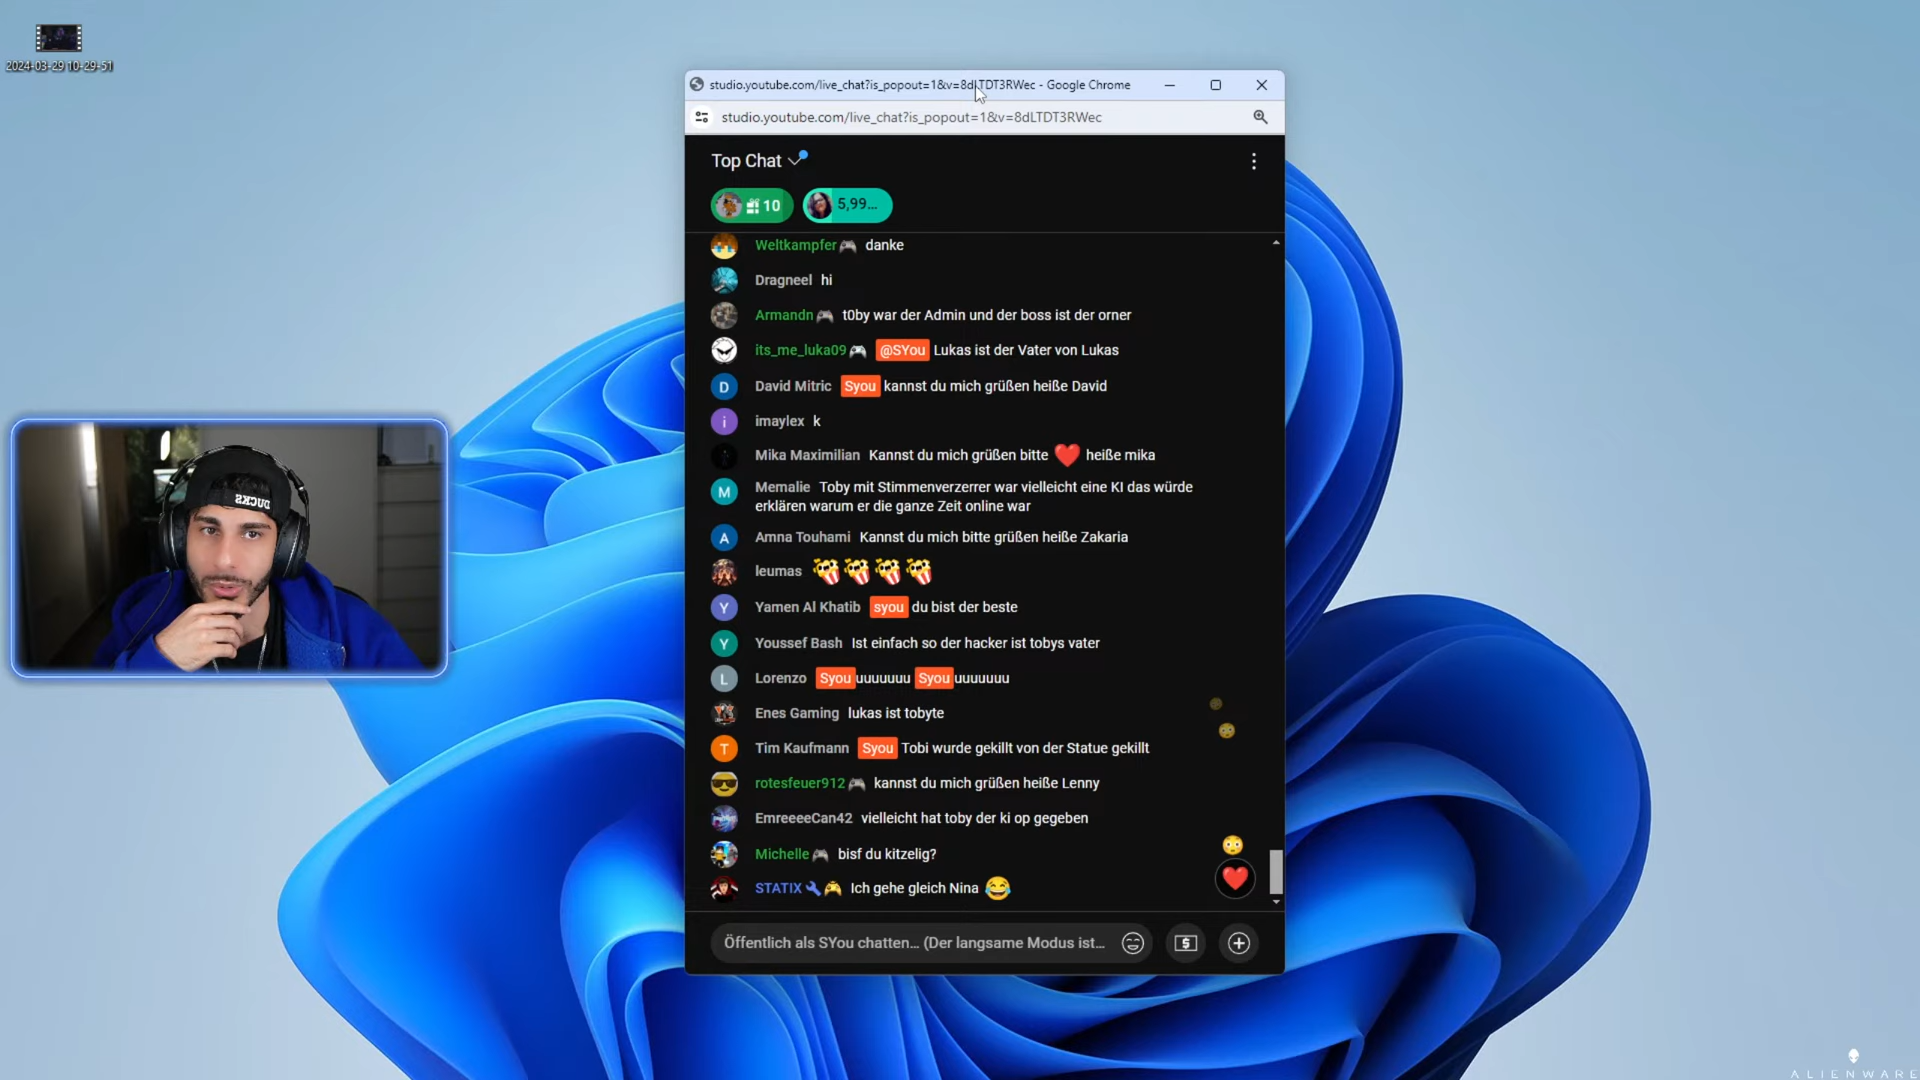 2024-03-29 10-29-51
studio.youtube.com/live_chat?is_popout=1&v=8dLTDT3RWec - Google Chrome
studio.youtube.com/live_chat?is_popout=1&v=8dLTDT3RWec
Top Chat
10
5,99...
Weltkampfer danke
Dragneel hi
Armandn t0by war der Admin und der boss ist der orner
its_me_luka09 @SYou Lukas ist der Vater von Lukas
David Mitric Syou kannst du mich grüßen heiße David
imaylex k
Mika Maximilian Kannst du mich grüßen bitte ❤️ heiße mika
Memalie Toby mit Stimmenverzerrer war vielleicht eine KI das würde
erklären warum er die ganze Zeit online war
Amna Touhami Kannst du mich bitte grüßen heiße Zakaria
leumas
Yamen Al Khatib syou du bist der beste
Youssef Bash Ist einfach so der hacker ist tobys vater
Lorenzo Syou uuuuuuu Syou uuuuuuu
Enes Gaming lukas ist tobyte
Tim Kaufmann Syou Tobi wurde gekillt von der Statue gekillt
rotesfeuer912 kannst du mich grüßen heiße Lenny
EmreeeeCan42 vielleicht hat toby der ki op gegeben
Michelle bisf du kitzelig?
STATIX Ich gehe gleich Nina 😂
Öffentlich als SYou chatten... (Der langsame Modus ist...
DUCKS
ALIENWARE
D
i
M
A
Y
Y
L
T